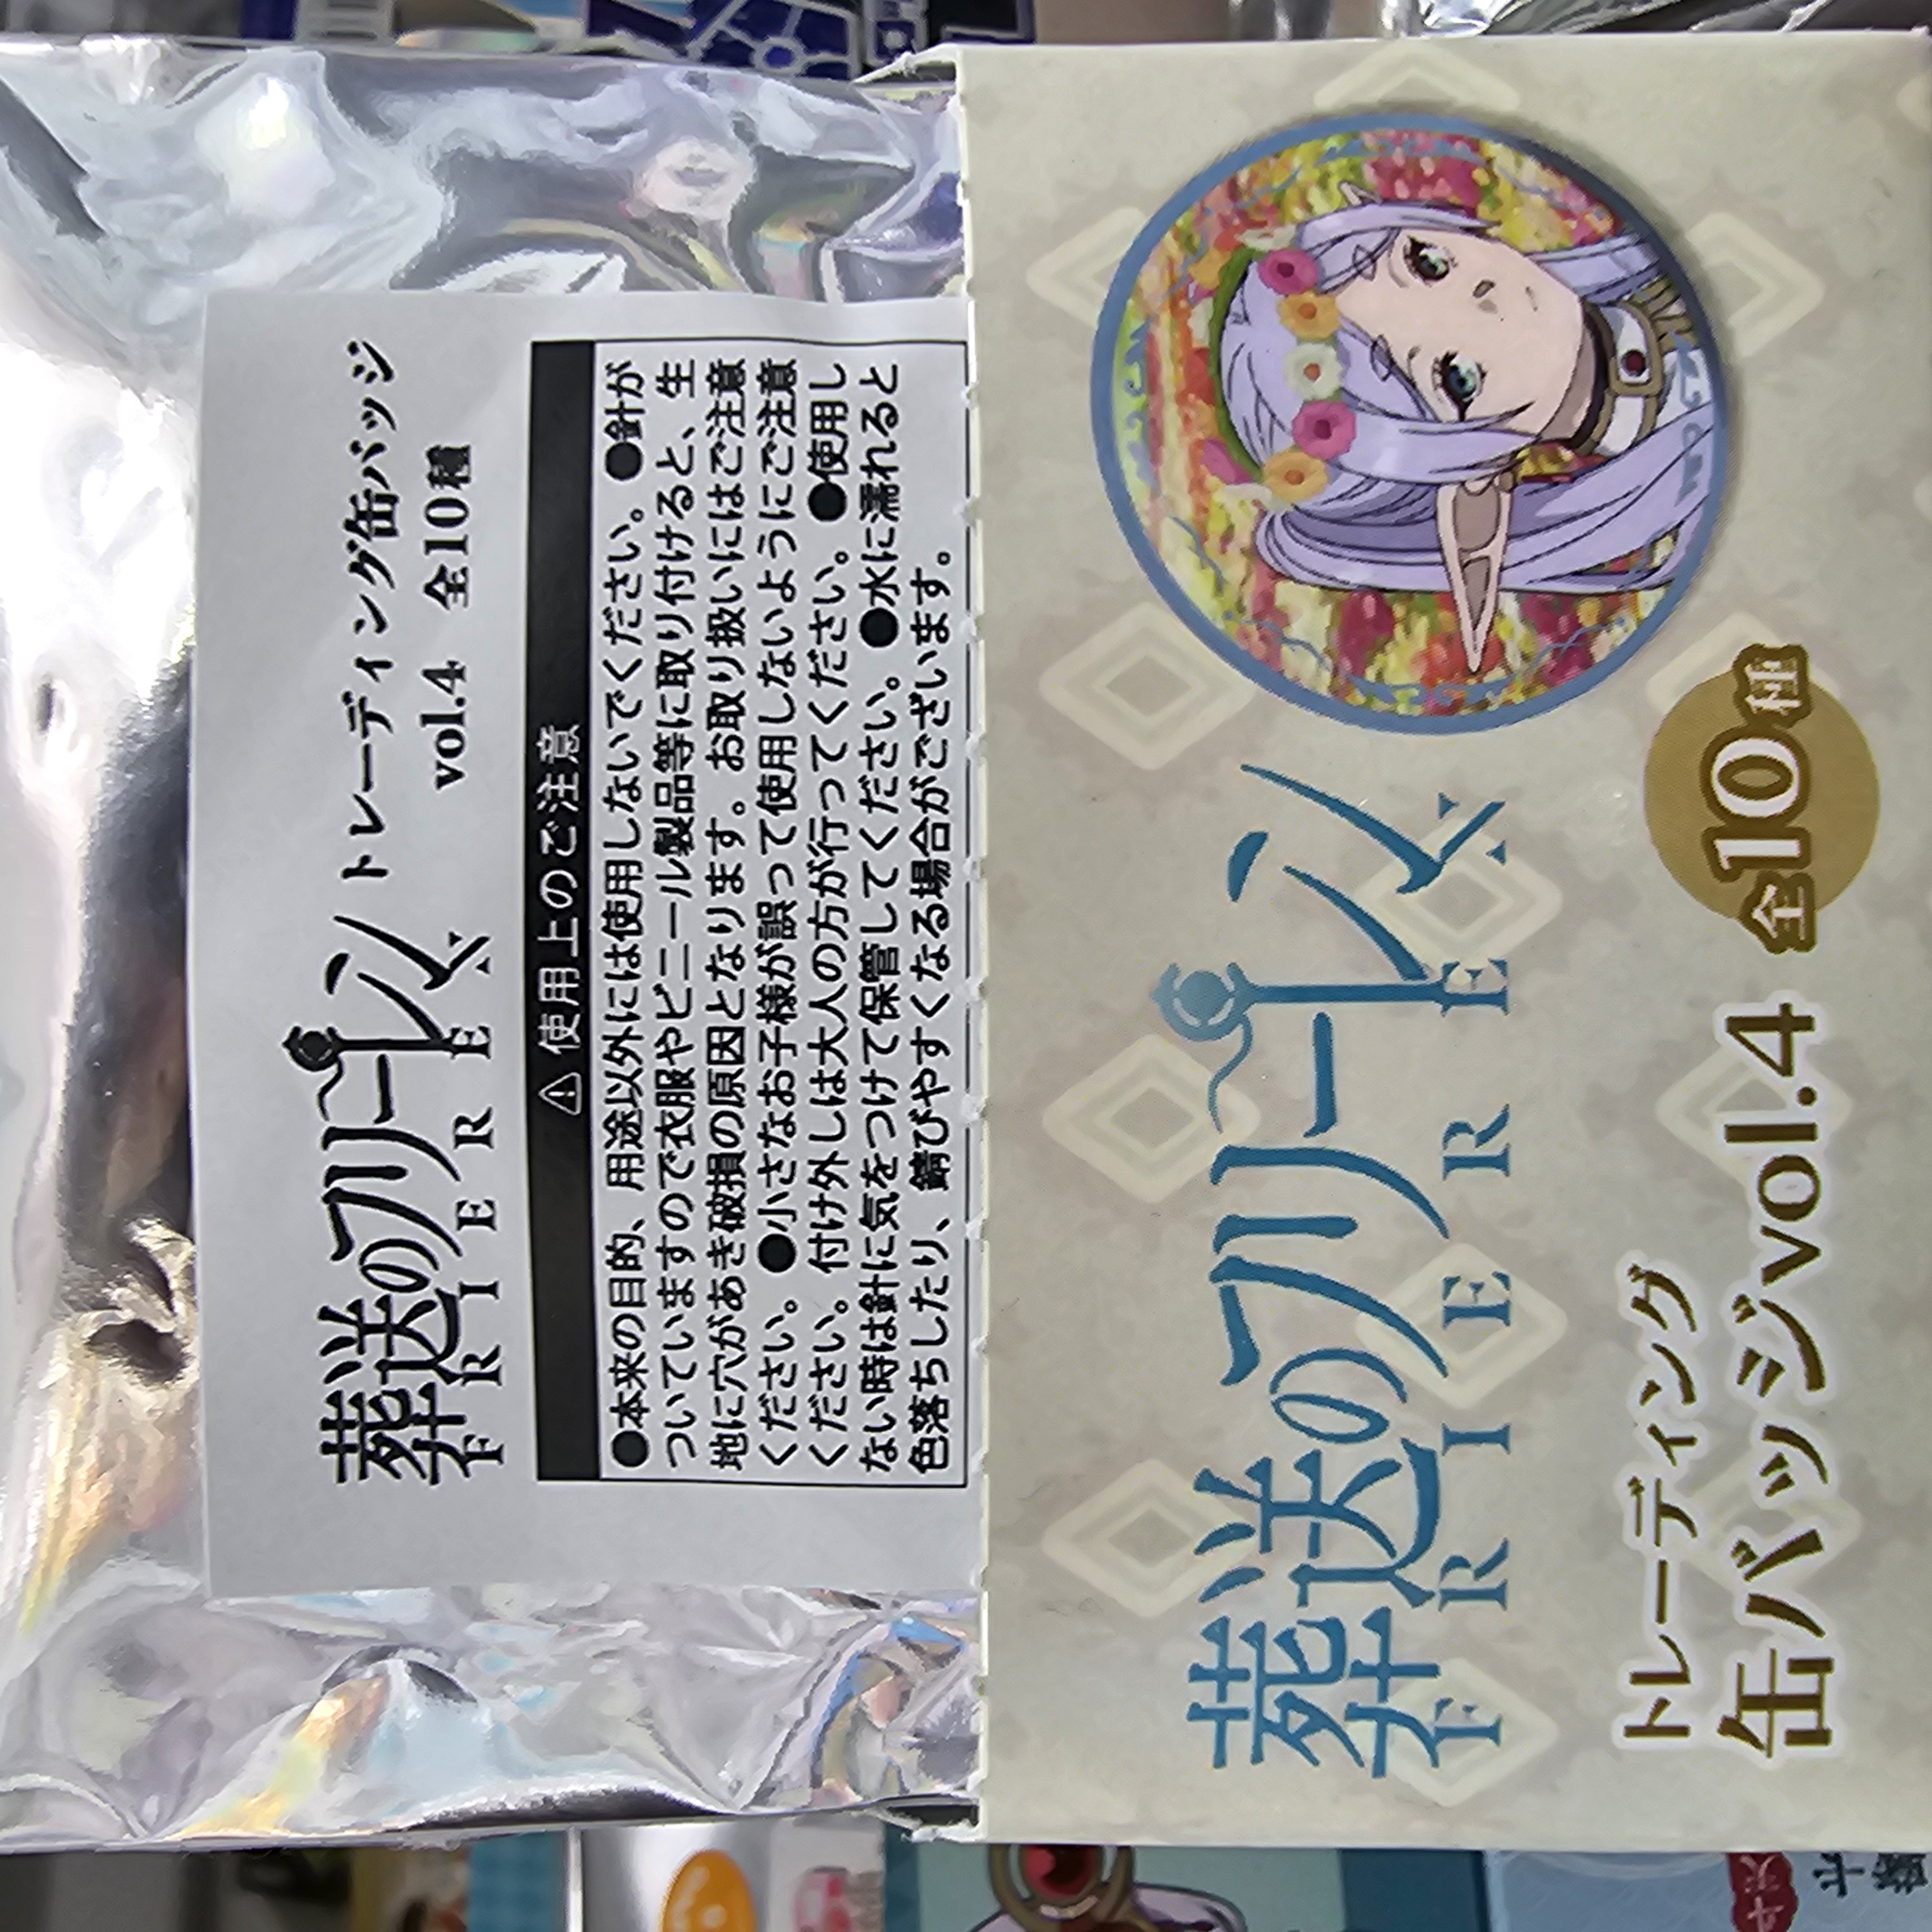 葬送のフリーレン
FRIEREN
トレーディング缶バッジ
vol.4 全10種
⚠ 使用上のご注意
●本来の目的、用途以外には使用しないでください。●針が
ついていますので衣服やビニール製品等に取り付けると、生
地に穴があき破損の原因となります。お取り扱いにはご注意
ください。●小さなお子様が誤って使用しないようにご注意
ください。付け外しは大人の方が行ってください。●使用し
ない時は針に気をつけて保管してください。●水に濡れると
色落ちしたり、錆びやすくなる場合がございます。
葬送のフリーレン
FRIEREN
トレーディング
缶バッジvol.4
全10種